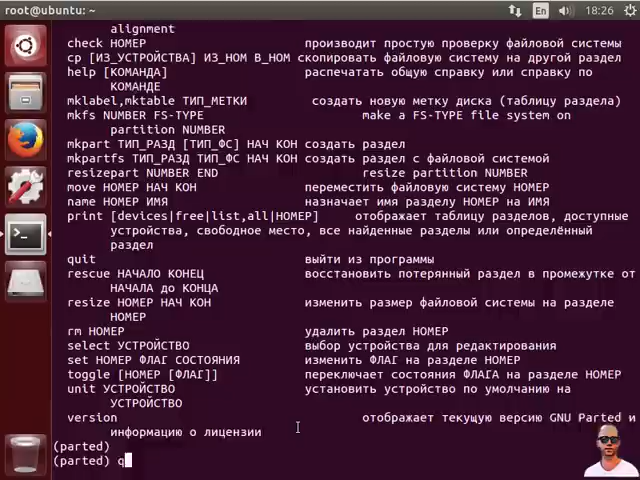 root@ubuntu: ~
En
18:26
alignment
check НОМЕР производит простую проверку файловой системы
cp [ИЗ_УСТРОЙСТВА] ИЗ_НОМ В_НОМ скопировать файловую систему на другой раздел
help [КОМАНДА] распечатать общую справку или справку по
КОМАНДЕ
mklabel,mktable ТИП_МЕТКИ создать новую метку диска (таблицу раздела)
mkfs NUMBER FS-TYPE make a FS-TYPE file system on
partition NUMBER
mkpart ТИП_РАЗД [ТИП_ФС] НАЧ КОН создать раздел
mkpartfs ТИП_РАЗД ТИП_ФС НАЧ КОН создать раздел с файловой системой
resizepart NUMBER END resize partition NUMBER
move НОМЕР НАЧ КОН переместить файловую систему НОМЕР
name НОМЕР ИМЯ назначает имя разделу НОМЕР на ИМЯ
print [devices|free|list,all|НОМЕР] отображает таблицу разделов, доступные
устройства, свободное место, все найденные разделы или определённый
раздел
quit выйти из программы
rescue НАЧАЛО КОНЕЦ восстановить потерянный раздел в промежутке от
НАЧАЛА до КОНЦА
resize НОМЕР НАЧ КОН изменить размер файловой системы на разделе
НОМЕР
rm НОМЕР удалить раздел НОМЕР
select УСТРОЙСТВО выбор устройства для редактирования
set НОМЕР ФЛАГ СОСТОЯНИЯ изменить ФЛАГ на разделе НОМЕР
toggle [НОМЕР [ФЛАГ]] переключает состояния ФЛАГА на разделе НОМЕР
unit УСТРОЙСТВО установить устройство по умолчанию на
УСТРОЙСТВО
version отображает текущую версию GNU Parted и
информацию о лицензии
(parted)
(parted) q